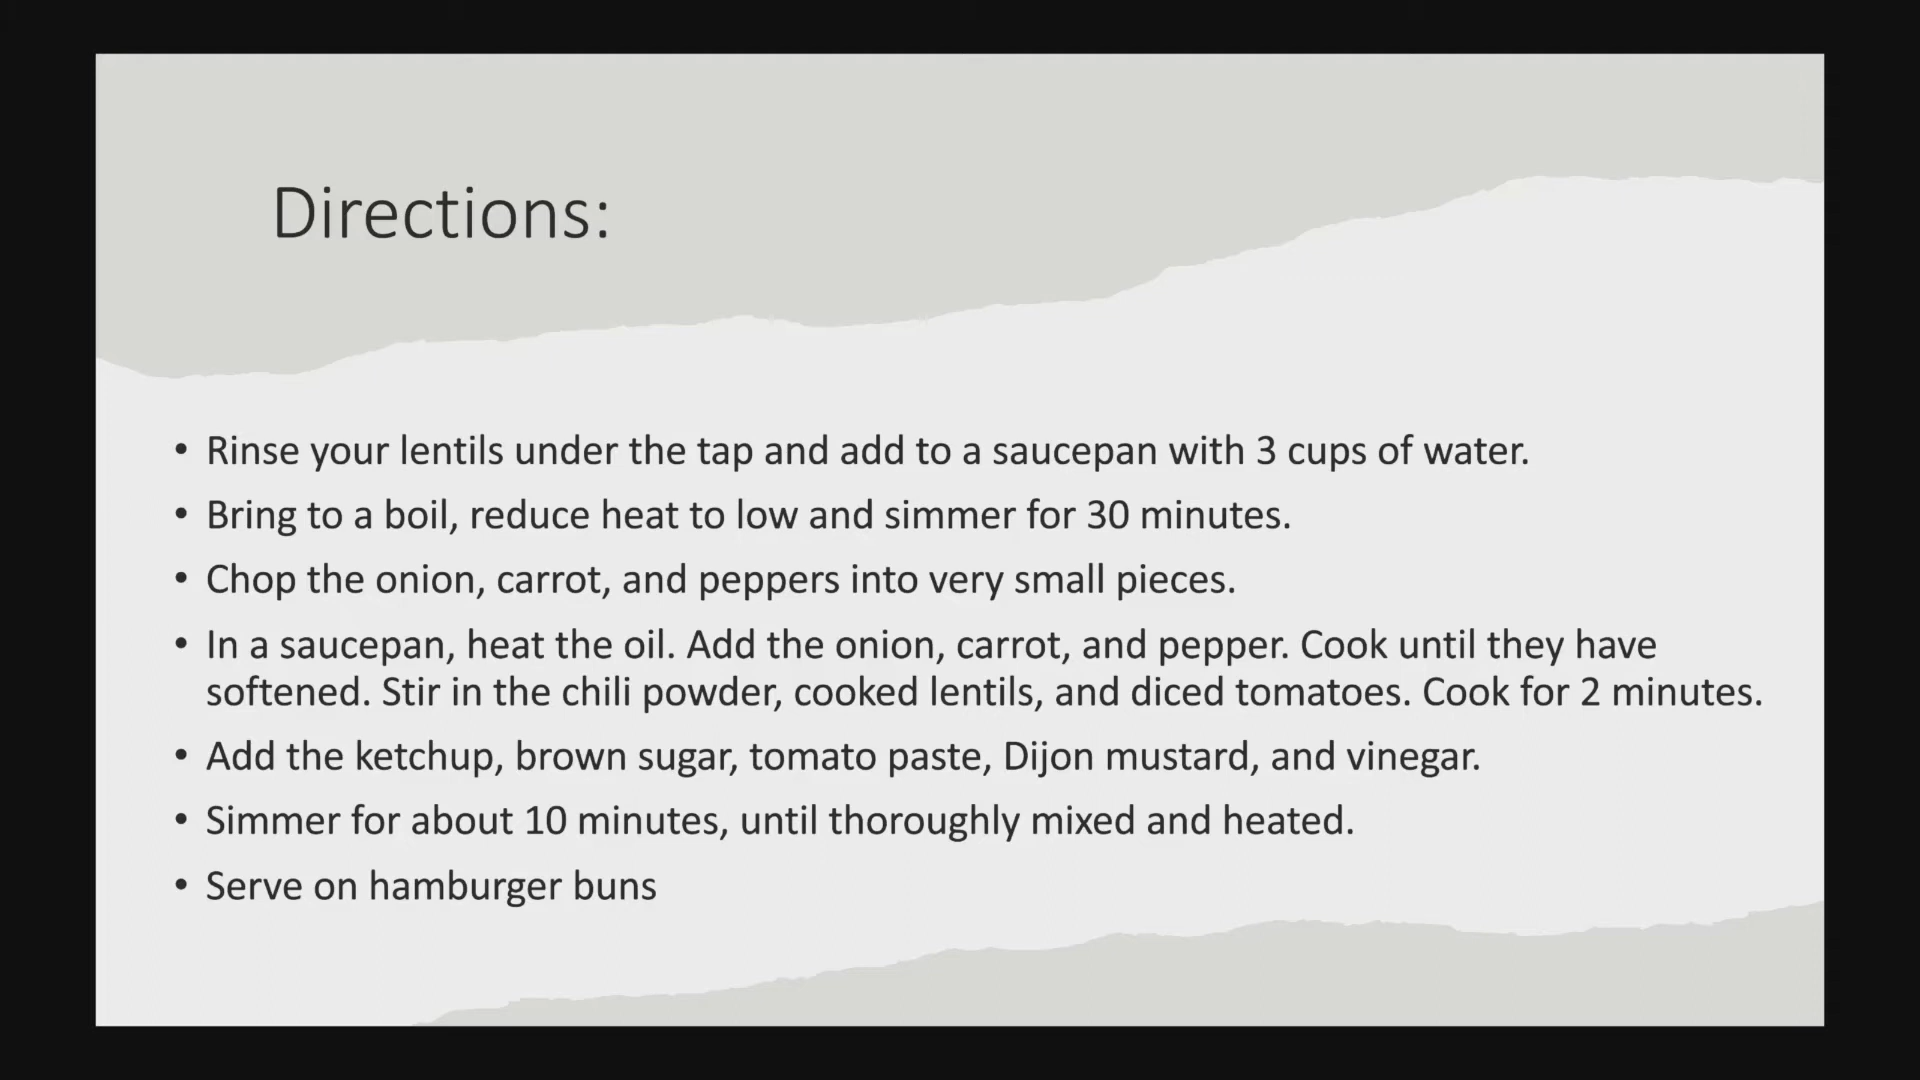 Directions:
• Rinse your lentils under the tap and add to a saucepan with 3 cups of water.
• Bring to a boil, reduce heat to low and simmer for 30 minutes.
• Chop the onion, carrot, and peppers into very small pieces.
• In a saucepan, heat the oil. Add the onion, carrot, and pepper. Cook until they have
softened. Stir in the chili powder, cooked lentils, and diced tomatoes. Cook for 2 minutes.
• Add the ketchup, brown sugar, tomato paste, Dijon mustard, and vinegar.
• Simmer for about 10 minutes, until thoroughly mixed and heated.
• Serve on hamburger buns